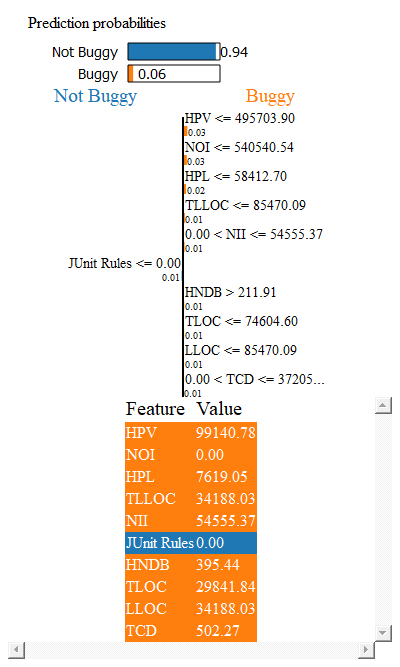 Prediction probabilities
Not Buggy 0.94
Buggy 0.06
Not Buggy Buggy
HPV <= 495703.90
0.03
NOI <= 540540.54
0.03
HPL <= 58412.70
0.02
TLLOC <= 85470.09
0.01
0.00 < NII <= 54555.37
0.01
JUnit Rules <= 0.00
0.01
HNDB > 211.91
0.01
TLOC <= 74604.60
0.01
LLOC <= 85470.09
0.01
0.00 < TCD <= 37205...
0.01
Feature Value
HPV 99140.78
NOI 0.00
HPL 7619.05
TLLOC 34188.03
NII 54555.37
JUnit Rules 0.00
HNDB 395.44
TLOC 29841.84
LLOC 34188.03
TCD 502.27